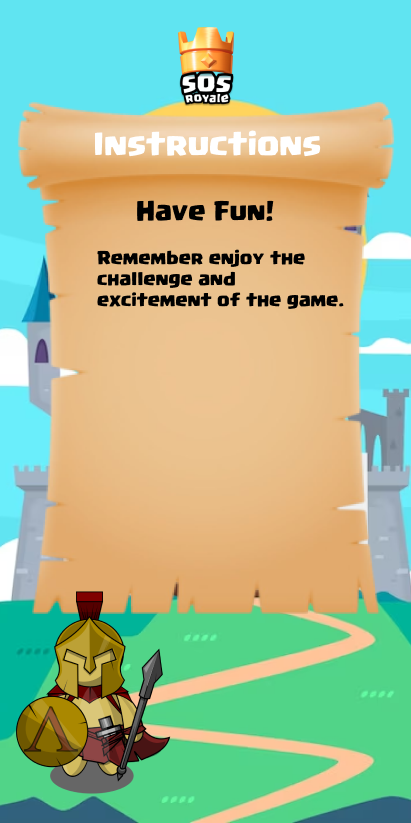 SOS
Royale
Instructions
Have Fun!
Remember enjoy the
challenge and
excitement of the game.
Λ